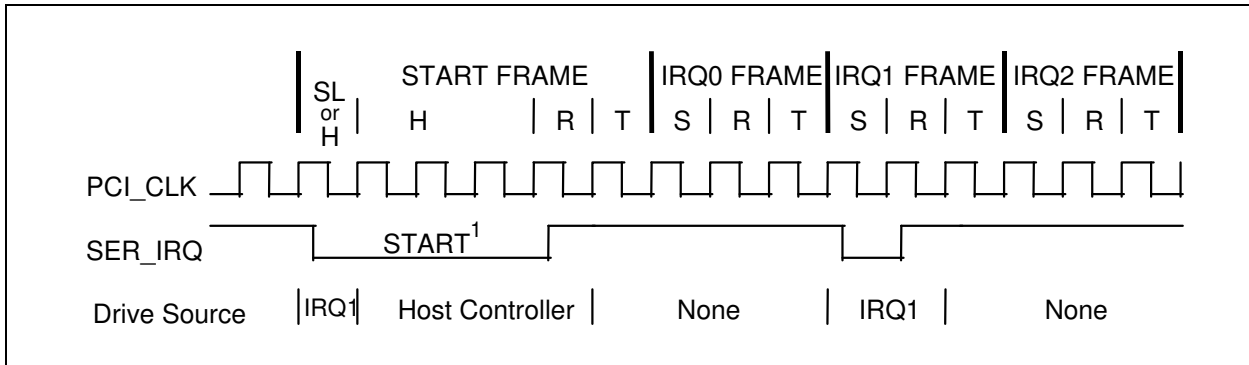 START FRAME IRQ0 FRAME IRQ1 FRAME IRQ2 FRAME
SL
or
H
H R T S R T S R T S R T
PCI_CLK
SER_IRQ START1
Drive Source IRQ1 Host Controller None IRQ1 None